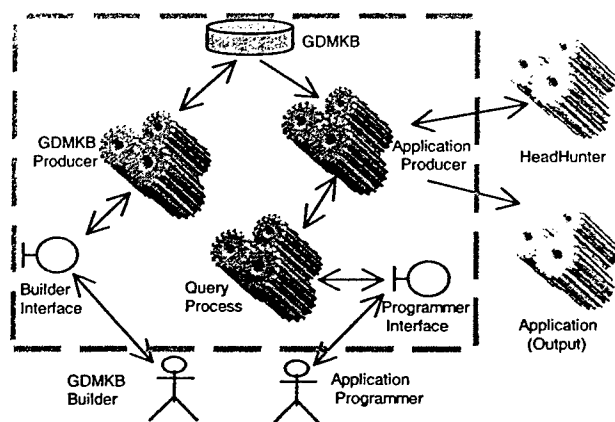 GDMKB
GDMKB
Producer
Application
Producer
HeadHunter
Builder
Interface
Query
Process
Programmer
Interface
Application
(Output)
GDMKB
Builder
Application
Programmer